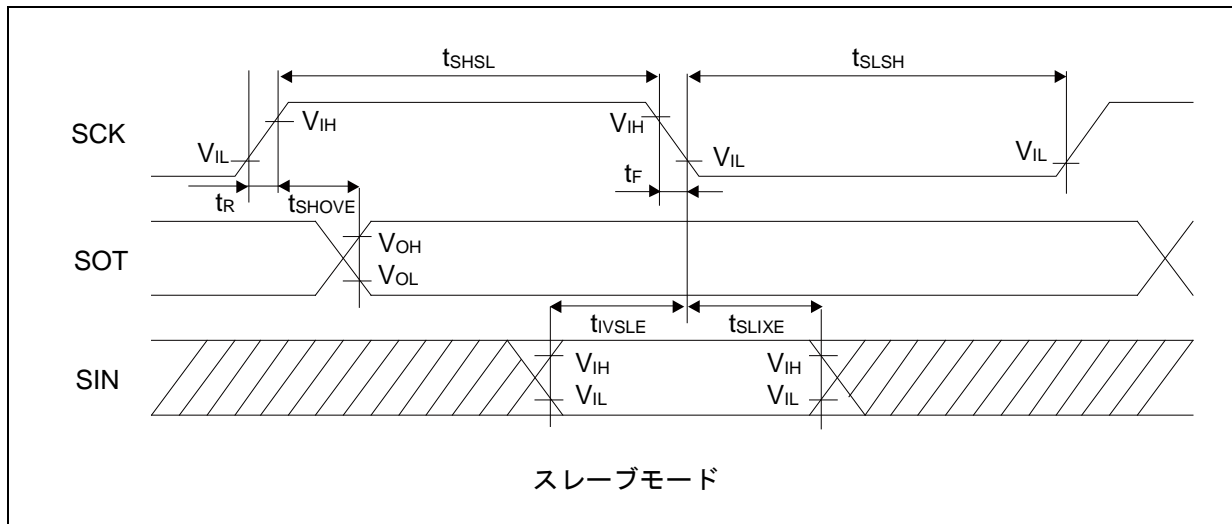 tSHSL
tSLSH
SCK
VIH
VIH
VIL
VIL
VIL
tR
tSHOVE
tF
SOT
VOH
VOL
tIVSLE
tSLIXE
SIN
VIH
VIH
VIL
VIL
スレーブモード